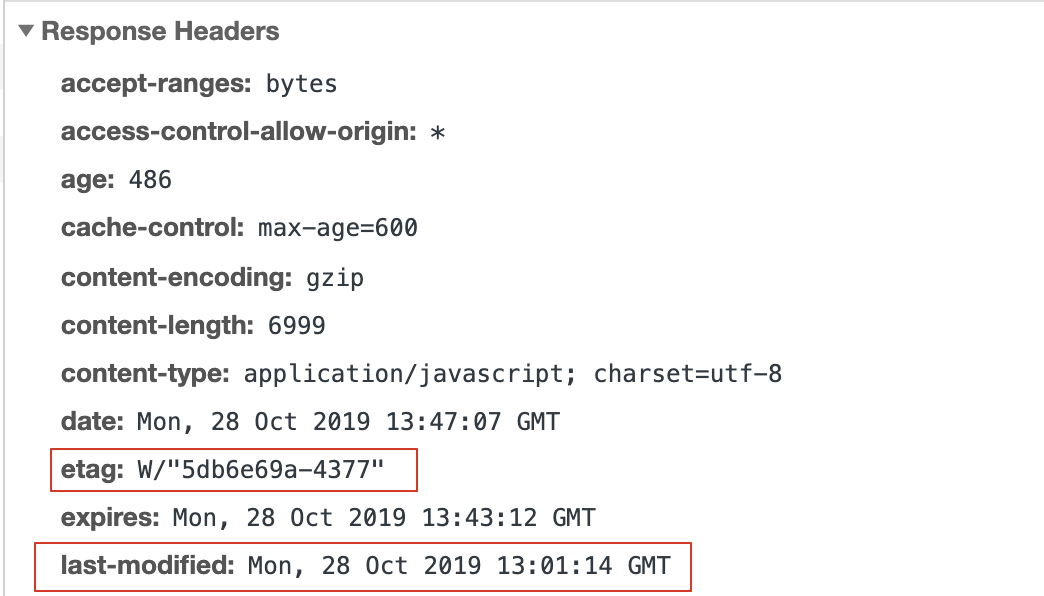 Response Headers
accept-ranges: bytes
access-control-allow-origin: *
age: 486
cache-control: max-age=600
content-encoding: gzip
content-length: 6999
content-type: application/javascript; charset=utf-8
date: Mon, 28 Oct 2019 13:47:07 GMT
etag: W/"5db6e69a-4377"
expires: Mon, 28 Oct 2019 13:43:12 GMT
last-modified: Mon, 28 Oct 2019 13:01:14 GMT